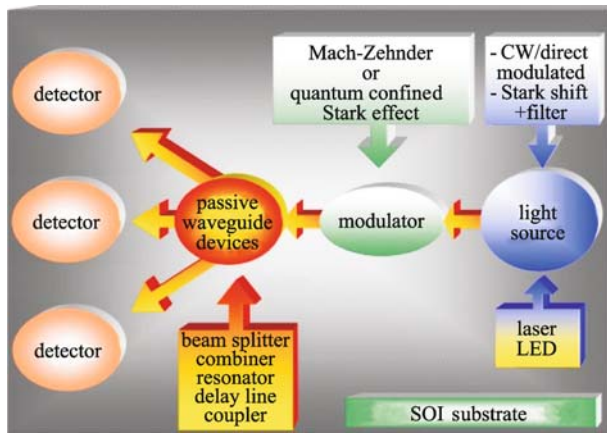 Mach-Zehnder
or
quantum confined
Stark effect
- CW/direct
modulated
- Stark shift
+filter
detector
detector
detector
passive
waveguide
devices
modulator
light
source
beam splitter
combiner
resonator
delay line
coupler
laser
LED
SOI substrate